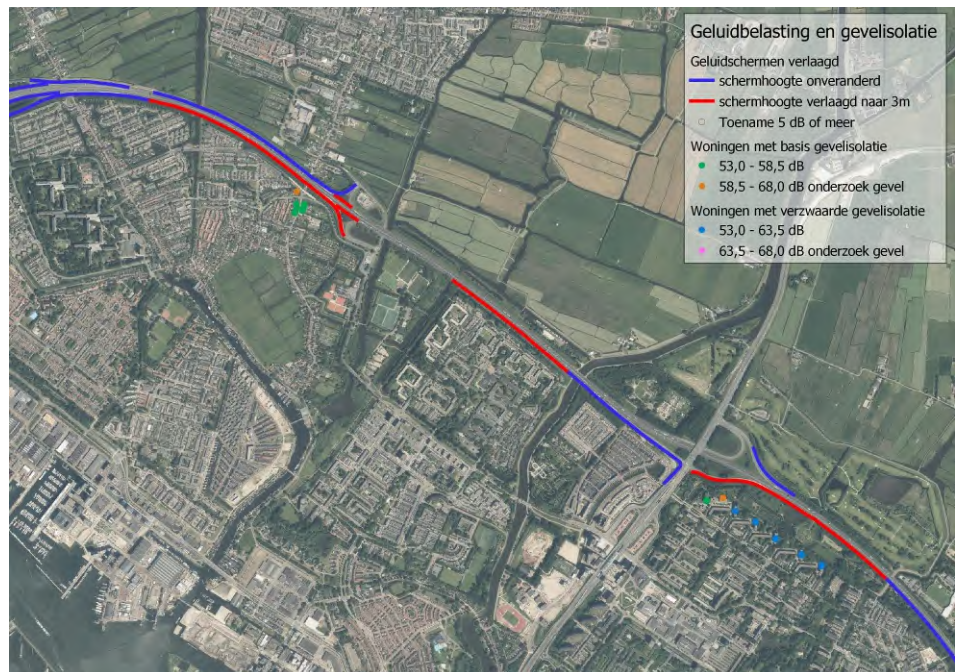 Geluidbelasting en gevelisolatie
Geluidschermen verlaagd
schermhoogte onveranderd
schermhoogte verlaagd naar 3m
Toename 5 dB of meer
Woningen met basis gevelisolatie
53,0 - 58,5 dB
58,5 - 68,0 dB onderzoek gevel
Woningen met verzwaarde gevelisolatie
53,0 - 63,5 dB
63,5 - 68,0 dB onderzoek gevel